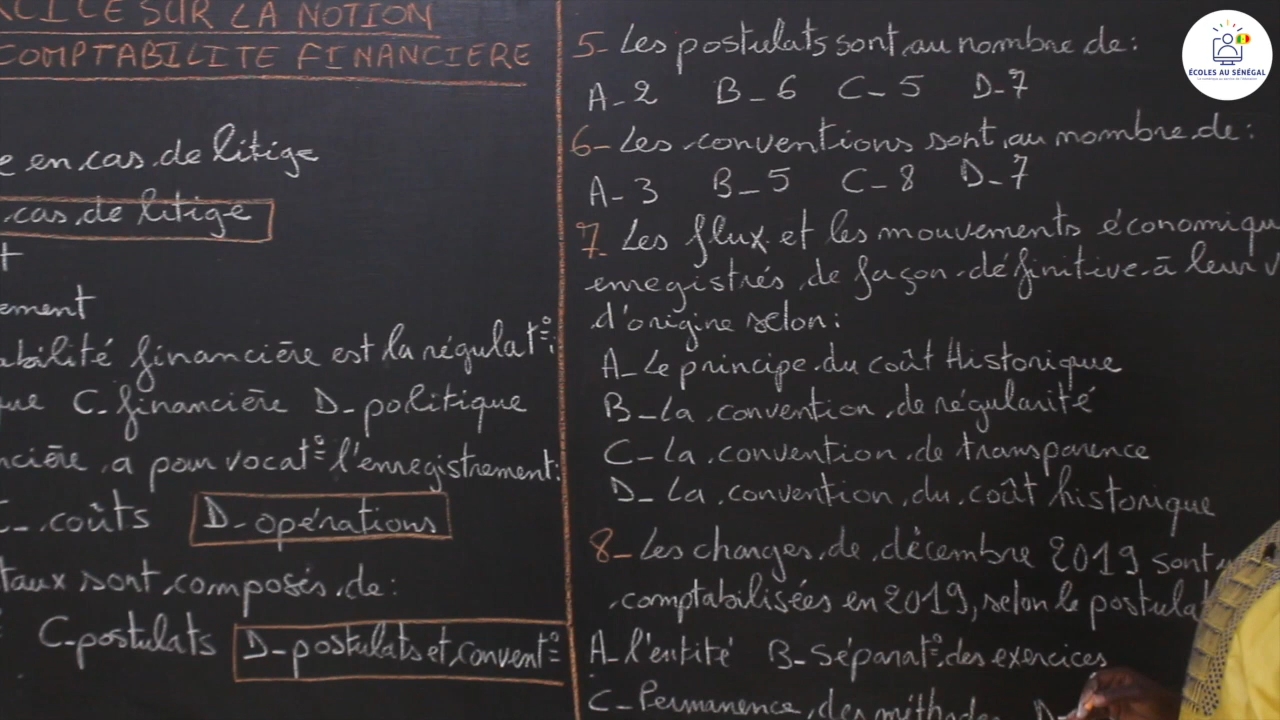 CICE SUR LA NOTION
COMPTABILITE FINANCIERE
e en cas de litige
cas de litige
t
ement
abilité financière est la régulat°:
ue C-financière D-politique
ncière a pour vocat° l'enregistrement:
C-coûts D-opérations
taux sont composés de:
C-postulats D-postulats et convent°
5-Les postulats sont au nombre de:
A-2 B-6 C-5 D-7
6-Les conventions sont au nombre de:
A-3 B-5 C-8 D-7
7-Les flux et les mouvements économiqu
enregistrés de façon définitive à leur v
d'origine selon:
A-Le principe du coût Historique
B-La convention de régularité
C-La convention de transparence
D-La convention du coût historique
8-Les charges de décembre 2019 sont
comptabilisées en 2019, selon le postulat
A-l'entité B-Séparat° des exercices
C-Permanence des méthodes D-
ÉCOLES AU SÉNÉGAL